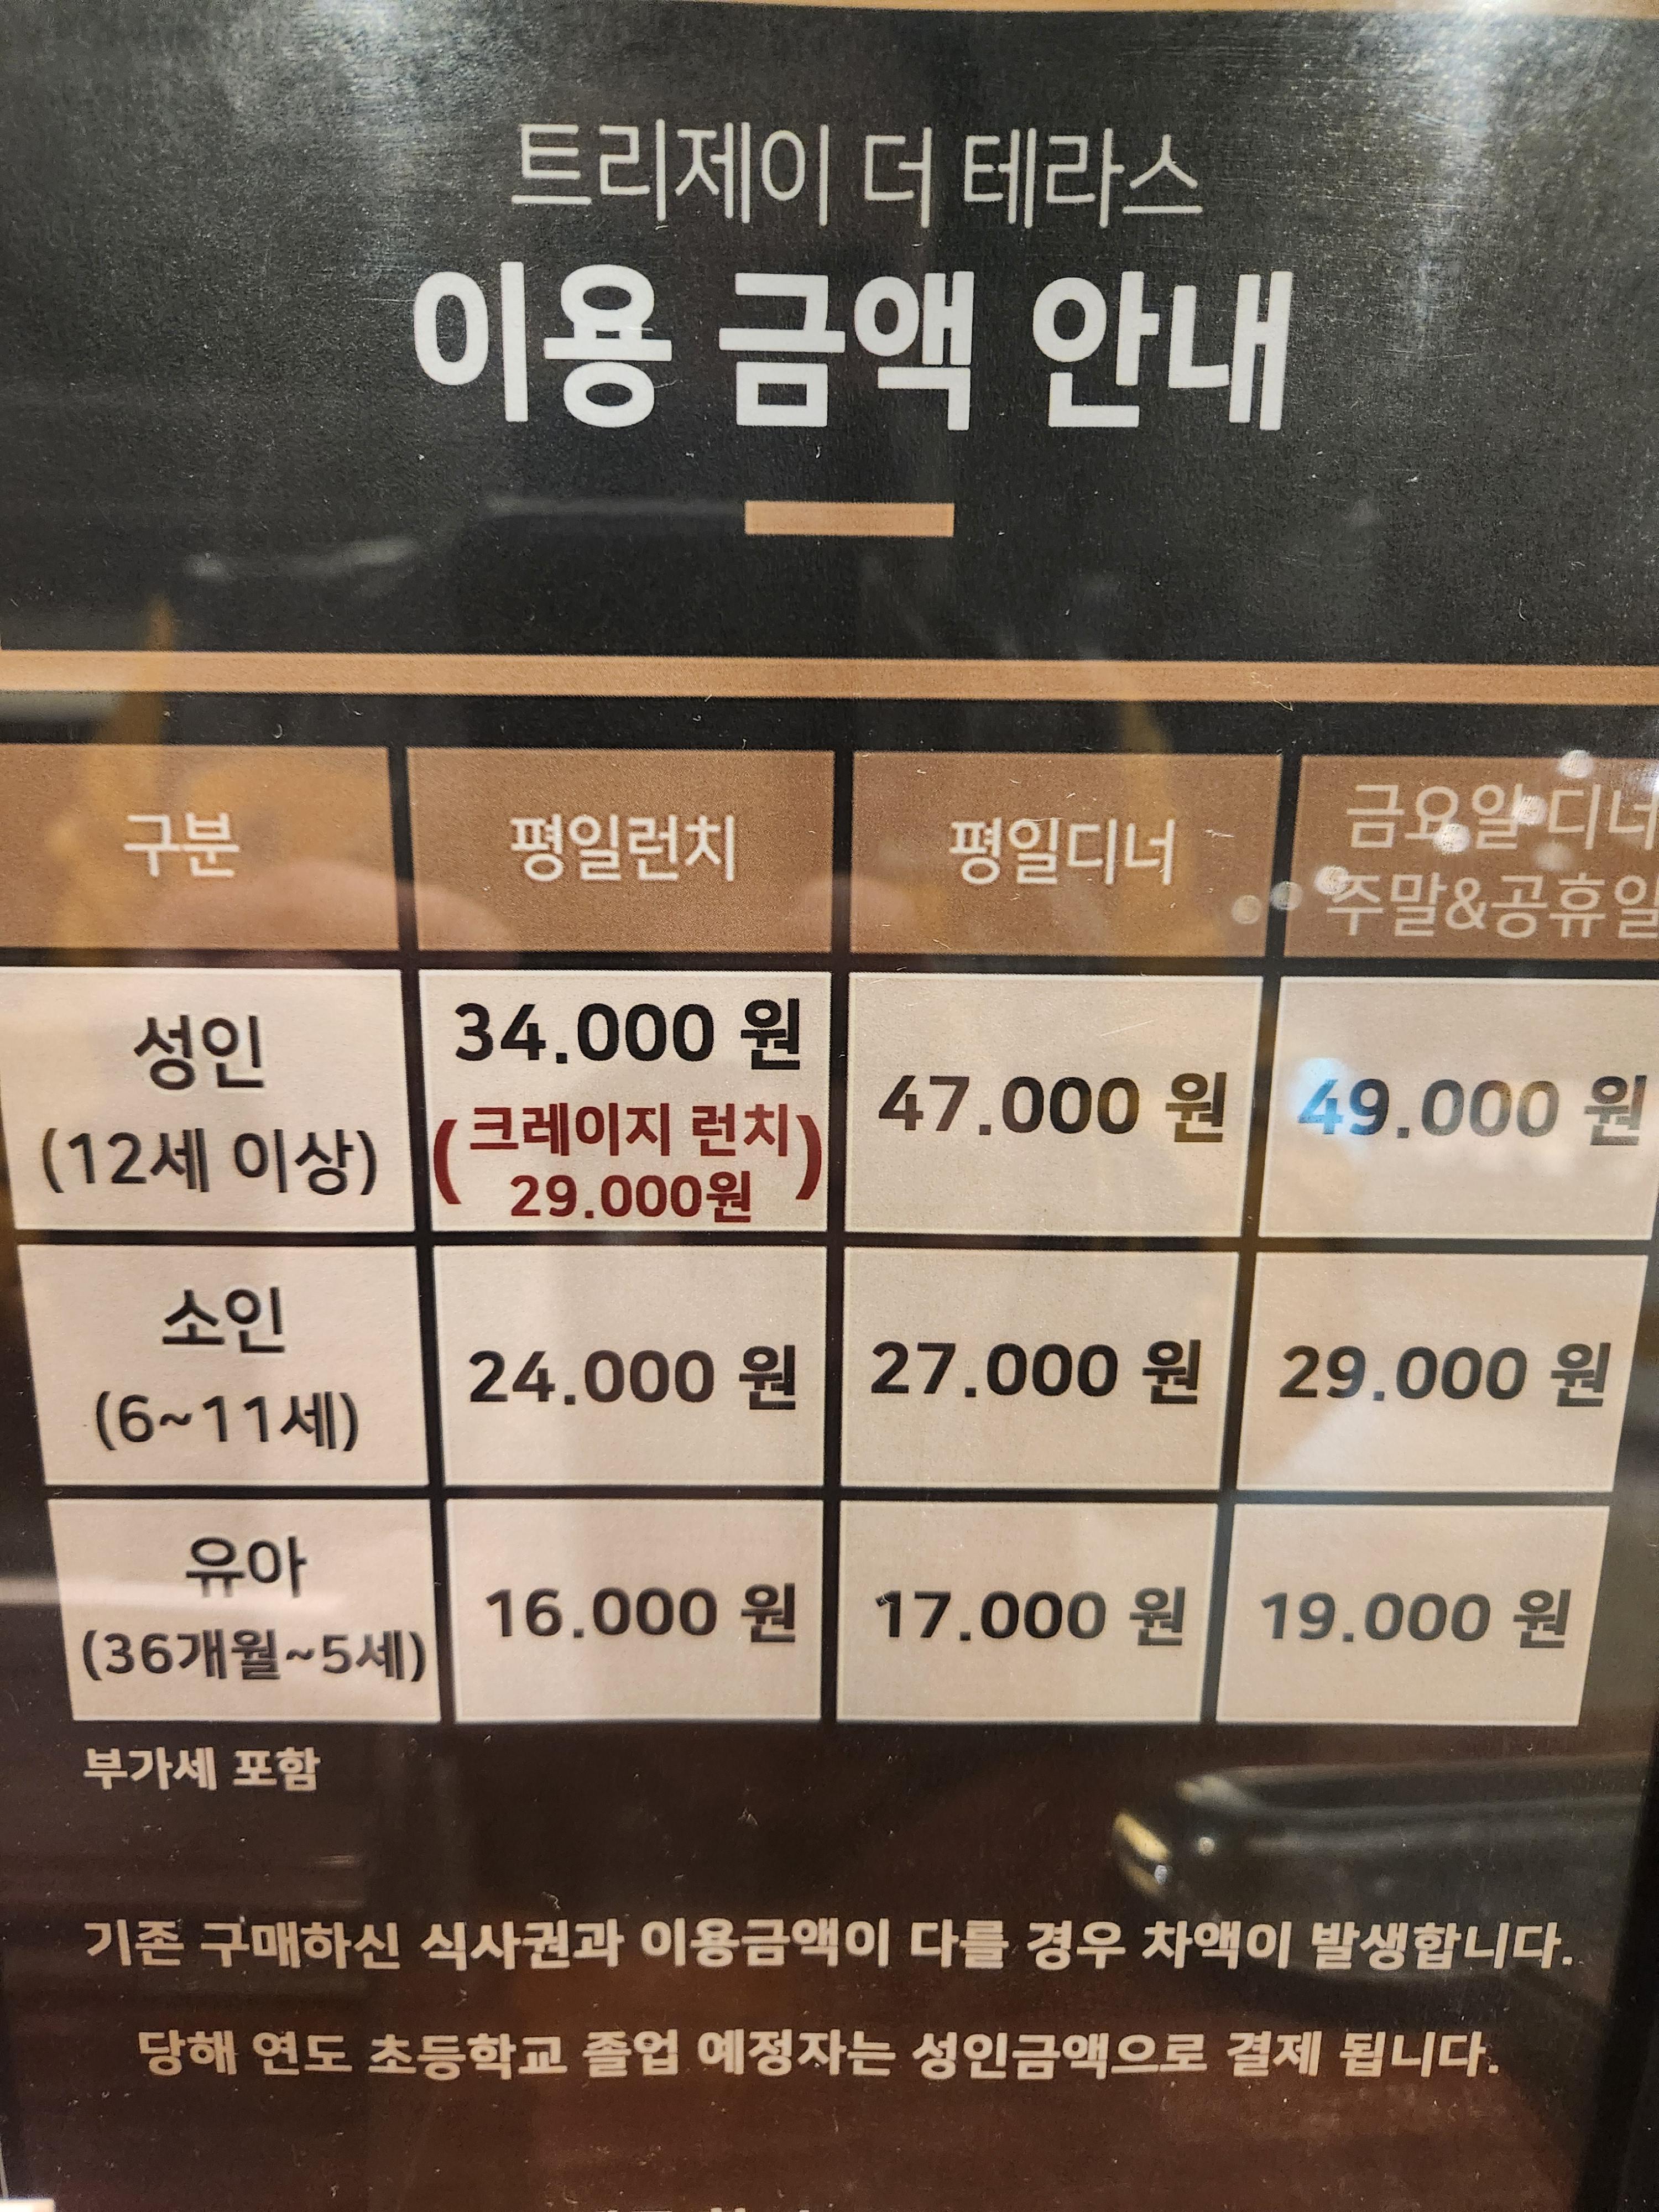 트리제이 더 테라스
이용 금액 안내
구분 평일런치 평일디너 금요일 디너
주말&공휴일
성인
(12세 이상)
34.000 원
(크레이지 런치
29.000원)
47.000 원
49.000 원
소인
(6~11세)
24.000 원
27.000 원
29.000 원
유아
(36개월~5세)
16.000 원
17.000 원
19.000 원
부가세 포함
기존 구매하신 식사권과 이용금액이 다를 경우 차액이 발생합니다.
당해 연도 초등학교 졸업 예정자는 성인금액으로 결제 됩니다.